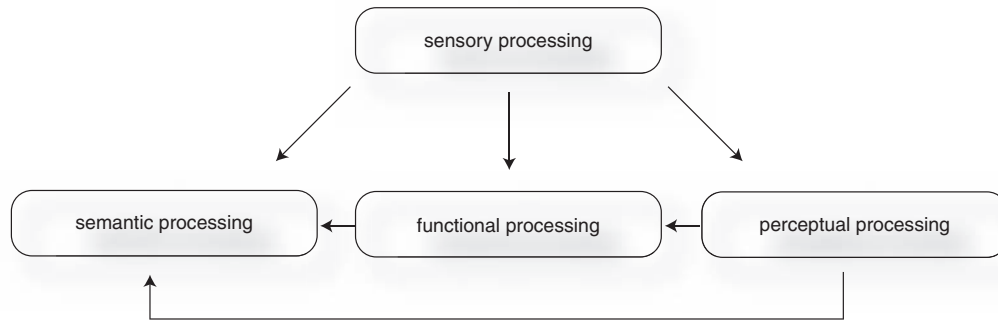 sensory processing
semantic processing
functional processing
perceptual processing